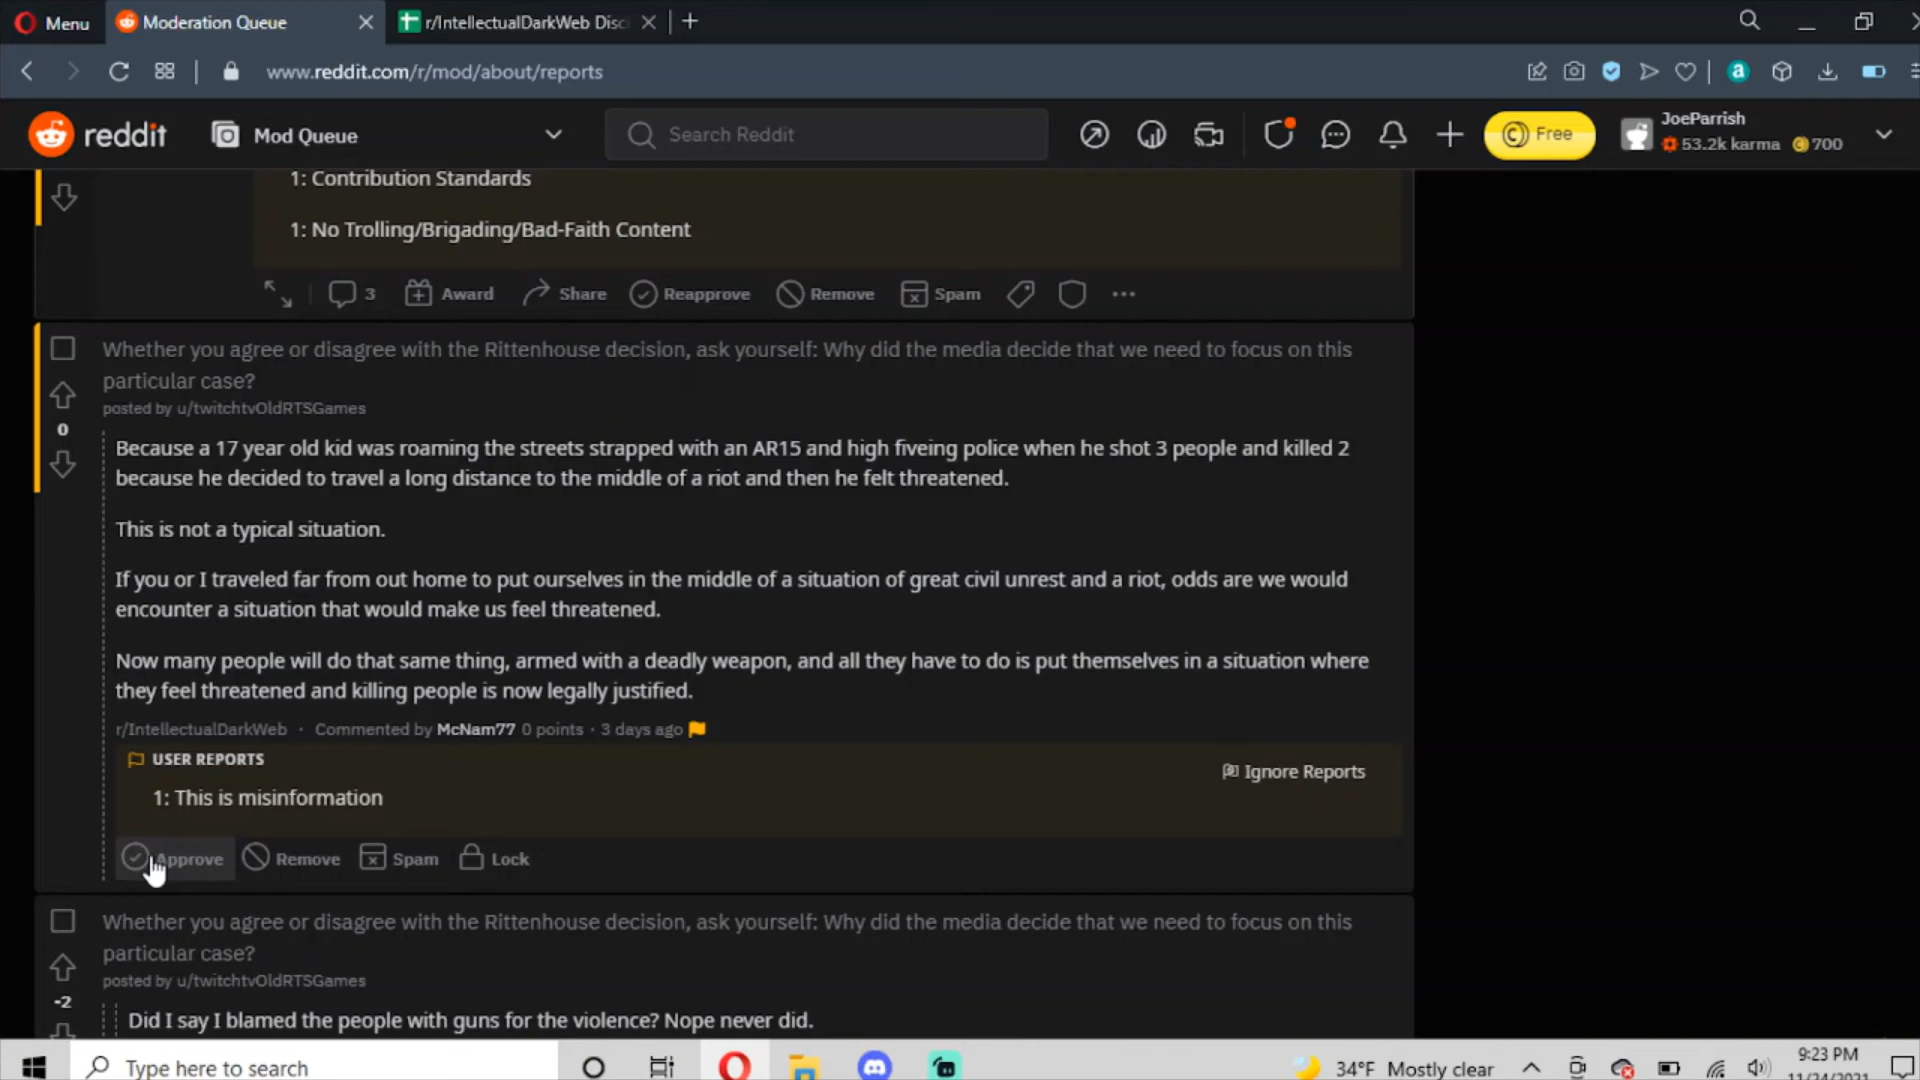 Menu
Moderation Queue
r/IntellectualDarkWeb Disc
www.reddit.com/r/mod/about/reports
reddit
Mod Queue
Search Reddit
Free
JoeParrish
53.2k karma
700
1: Contribution Standards
1: No Trolling/Brigading/Bad-Faith Content
3
Award
Share
Reapprove
Remove
Spam
Whether you agree or disagree with the Rittenhouse decision, ask yourself: Why did the media decide that we need to focus on this
particular case?
posted by u/twitchtvOldRTSGames
0
Because a 17 year old kid was roaming the streets strapped with an AR15 and high fiveing police when he shot 3 people and killed 2
because he decided to travel a long distance to the middle of a riot and then he felt threatened.
This is not a typical situation.
If you or I traveled far from out home to put ourselves in the middle of a situation of great civil unrest and a riot, odds are we would
encounter a situation that would make us feel threatened.
Now many people will do that same thing, armed with a deadly weapon, and all they have to do is put themselves in a situation where
they feel threatened and killing people is now legally justified.
r/IntellectualDarkWeb · Commented by McNam77 0 points · 3 days ago
USER REPORTS
Ignore Reports
1: This is misinformation
Approve
Remove
Spam
Lock
Whether you agree or disagree with the Rittenhouse decision, ask yourself: Why did the media decide that we need to focus on this
particular case?
posted by u/twitchtvOldRTSGames
-2
Did I say I blamed the people with guns for the violence? Nope never did.
Type here to search
34°F Mostly clear
9:23 PM
11/24/2021